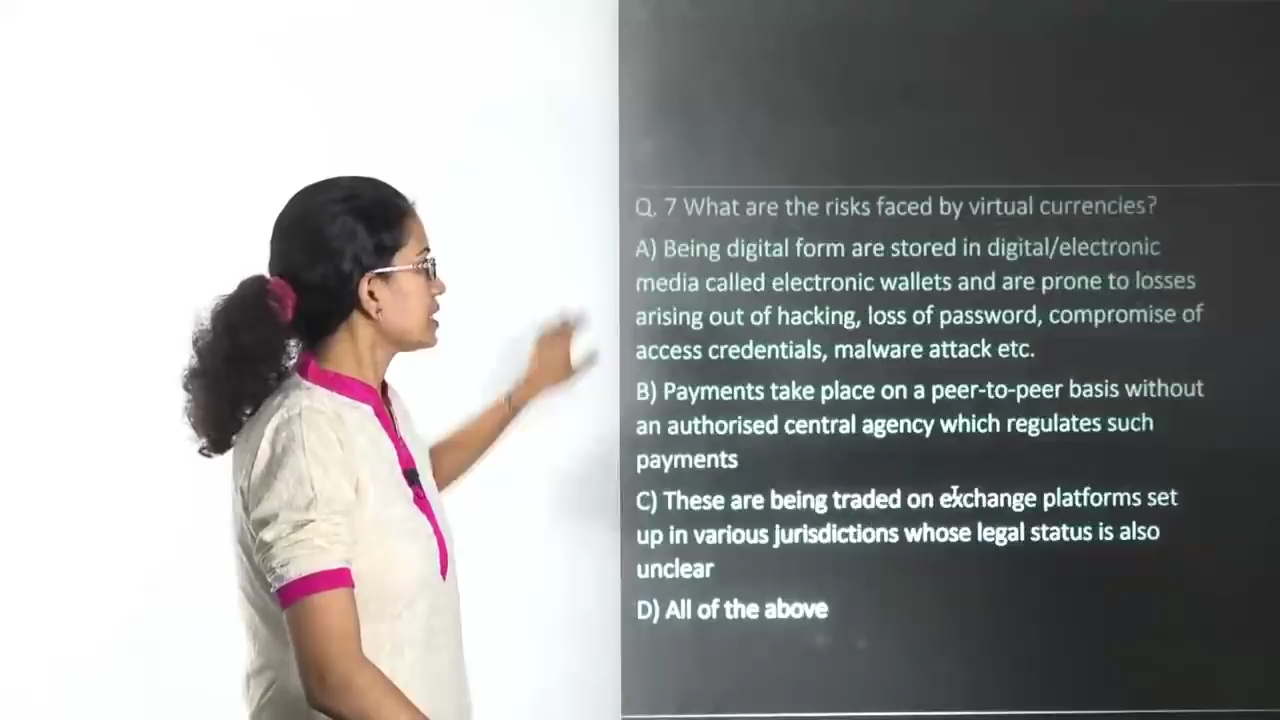 Q. 7 What are the risks faced by virtual currencies?
A) Being digital form are stored in digital/electronic
media called electronic wallets and are prone to losses
arising out of hacking, loss of password, compromise of
access credentials, malware attack etc.
B) Payments take place on a peer-to-peer basis without
an authorised central agency which regulates such
payments
C) These are being traded on exchange platforms set
up in various jurisdictions whose legal status is also
unclear
D) All of the above